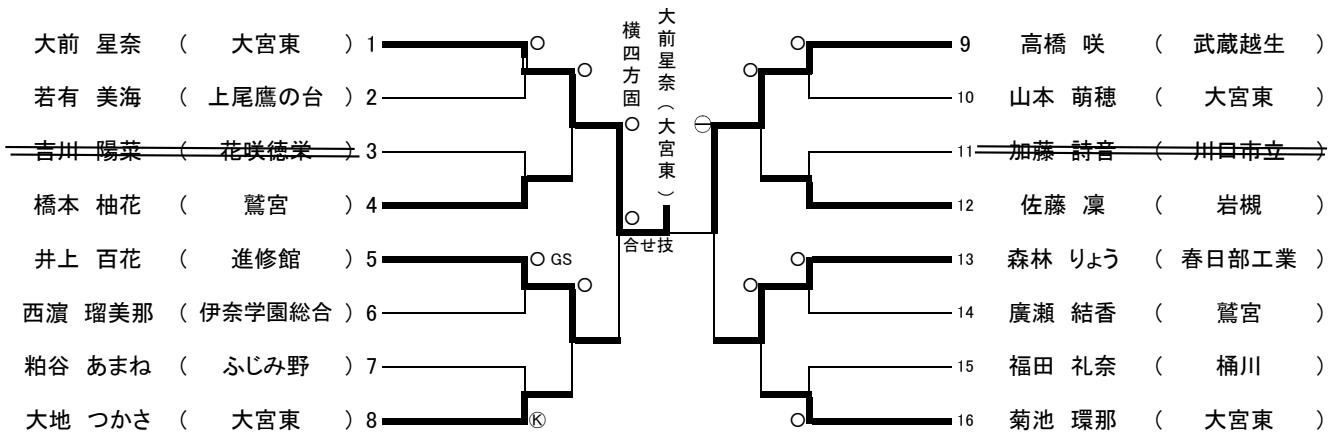 大前 星奈 ( 大宮東 ) 1
若有 美海 ( 上尾鷹の台 ) 2
吉川 陽菜 ( 花咲徳栄 ) 3
橋本 柚花 ( 鷲宮 ) 4
井上 百花 ( 進修館 ) 5
西濵 瑠美那 ( 伊奈学園総合 ) 6
粕谷 あまね ( ふじみ野 ) 7
大地 つかさ ( 大宮東 ) 8
○
○
○ GS
○
Ⓚ
横四方固
○
○
合せ技
大前星奈(大宮東)
⊖
○
○
○
○
○
9 高橋 咲 ( 武蔵越生 )
10 山本 萌穂 ( 大宮東 )
11 加藤 詩音 ( 川口市立 )
12 佐藤 凜 ( 岩槻 )
13 森林 りょう ( 春日部工業 )
14 廣瀬 結香 ( 鷲宮 )
15 福田 礼奈 ( 桶川 )
16 菊池 環那 ( 大宮東 )